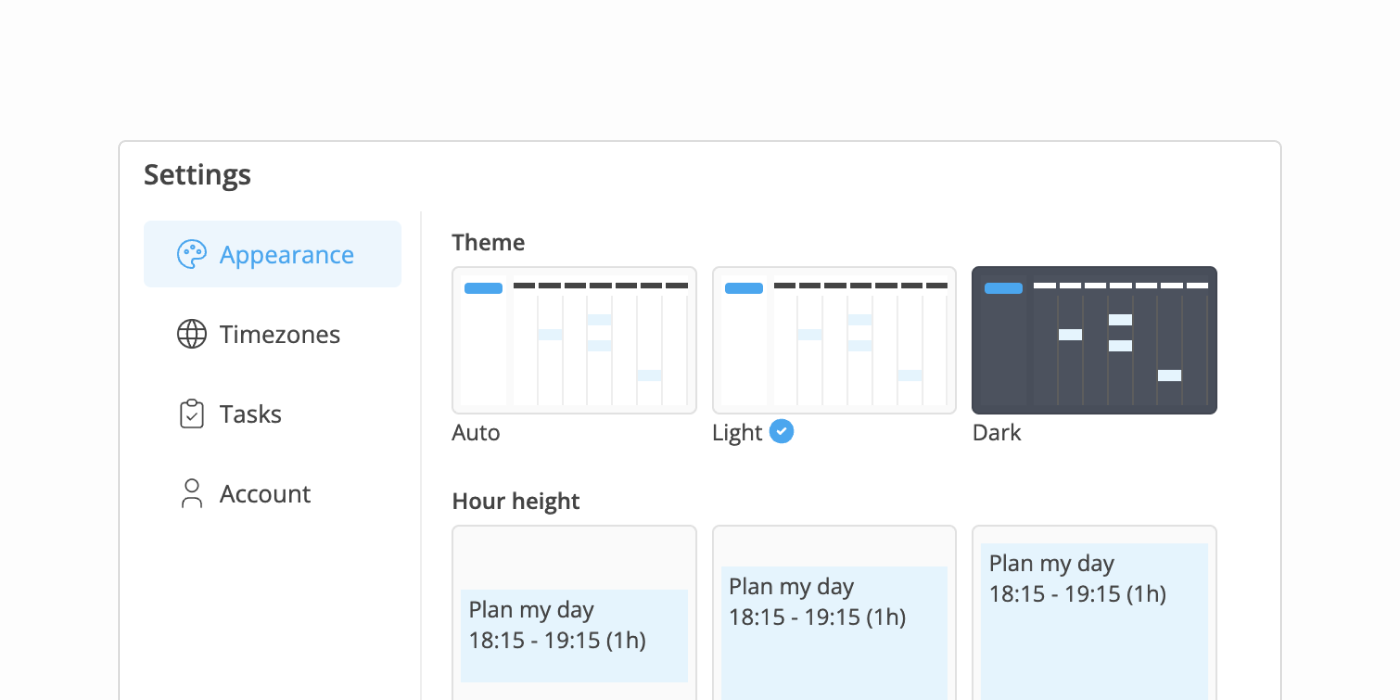 Settings
Appearance
Timezones
Tasks
Account
Theme
Auto
Light
Dark
Hour height
Plan my day
18:15 - 19:15 (1h)
Plan my day
18:15 - 19:15 (1h)
Plan my day
18:15 - 19:15 (1h)